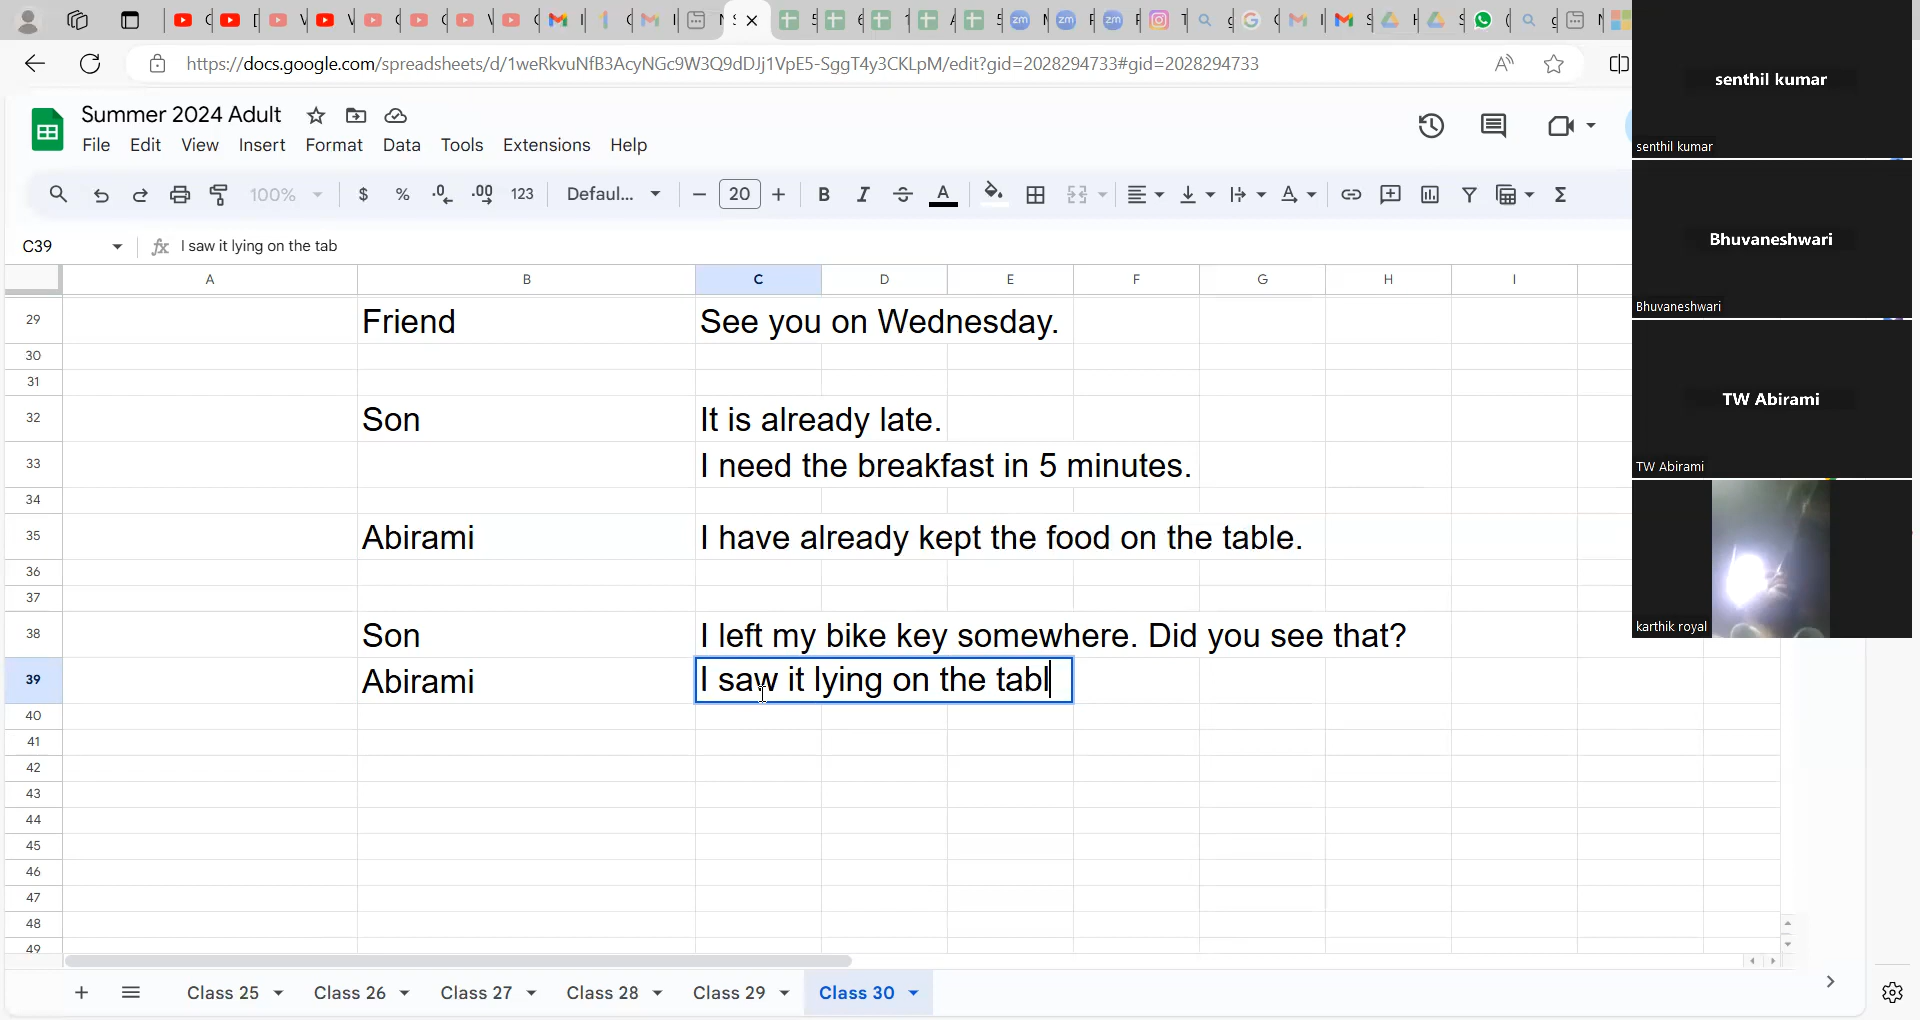 https://docs.google.com/spreadsheets/d/1weRkvuNfB3AcyNGc9W3Q9dDJj1VpE5-SggT4y3CKLpM/edit?gid=2028294733#gid=2028294733
Summer 2024 Adult
File Edit View Insert Format Data Tools Extensions Help
100% $ % .0 .00 123 Defaul... 20
C39 fx I saw it lying on the tab
A B C D E F G H I
29 Friend See you on Wednesday.
30
31
32 Son It is already late.
33 I need the breakfast in 5 minutes.
34
35 Abirami I have already kept the food on the table.
36
37
38 Son I left my bike key somewhere. Did you see that?
39 Abirami I saw it lying on the tabl
40
41
42
43
44
45
46
47
48
49
Class 25 Class 26 Class 27 Class 28 Class 29 Class 30
senthil kumar
senthil kumar
Bhuvaneshwari
Bhuvaneshwari
TW Abirami
TW Abirami
karthik royal